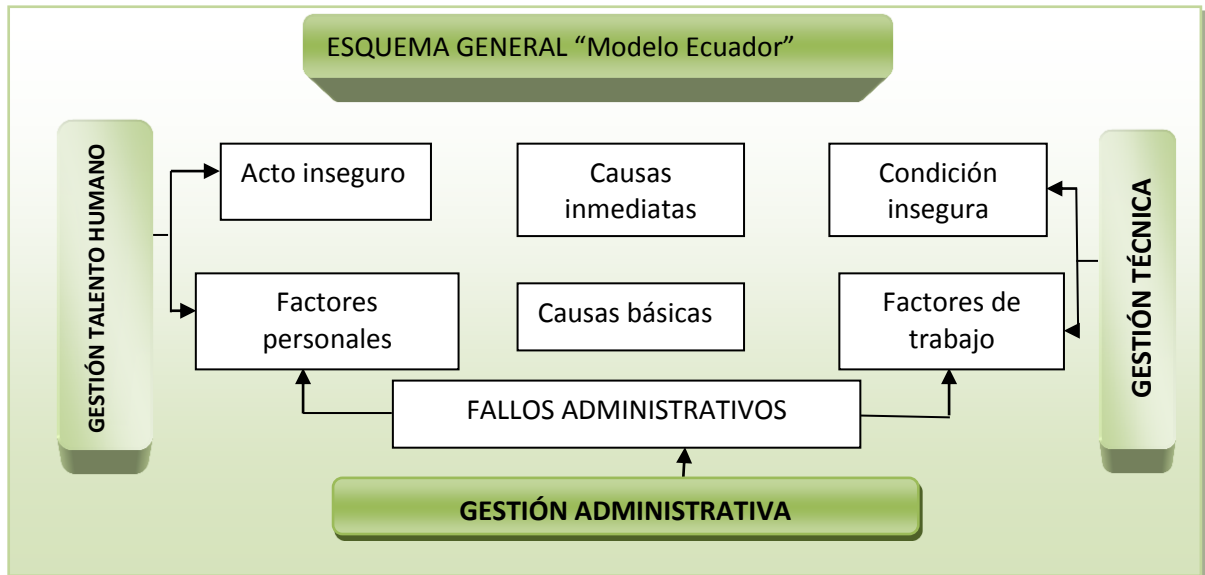 ESQUEMA GENERAL “Modelo Ecuador”
GESTIÓN TALENTO HUMANO
Acto inseguro
Causas
inmediatas
Condición
insegura
GESTIÓN TÉCNICA
Factores
personales
Causas básicas
Factores de
trabajo
FALLOS ADMINISTRATIVOS
GESTIÓN ADMINISTRATIVA